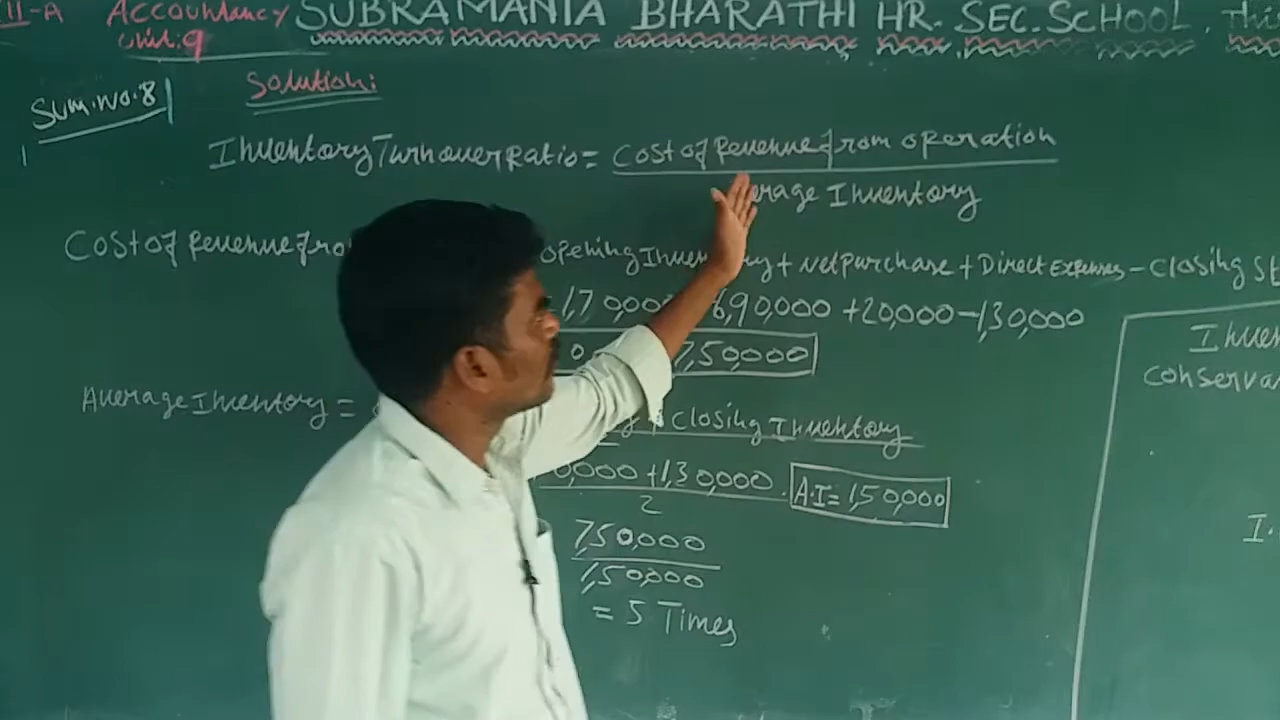 II-A Accountancy SUBRAMANIA BHARATHI HR. SEC. SCHOOL, Thi
Unit: 9
Sum. No. 8 Solution:
Inventory Turnover Ratio = Cost of Revenue from operation
Average Inventory
Cost of Revenue fro opening Inventory + Net purchase + Direct Expenses - Closing St
1,70,000 6,90,000 + 20,000 - 1,30,000
7,50,000
Average Inventory = y + Closing Inventory
0,000 + 1,30,000
2
A.I = 1,50,000
7,50,000
1,50,000
= 5 Times
Inven
conserva
I.